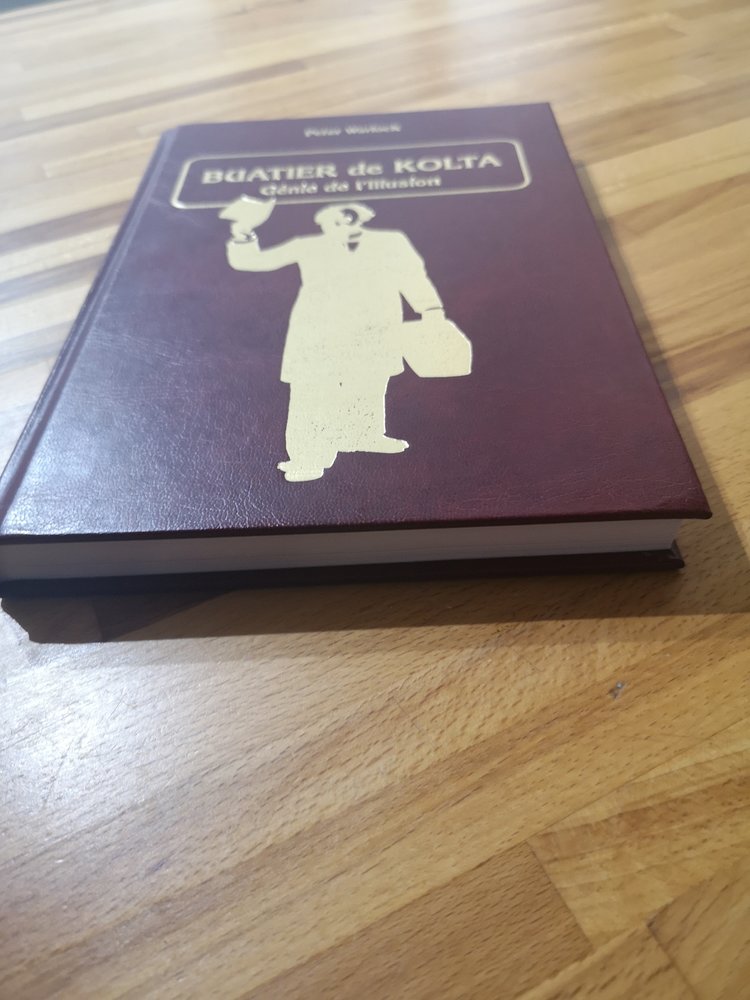 Peter Warlock
BUATIER de KOLTA
Génie de l'Illusion